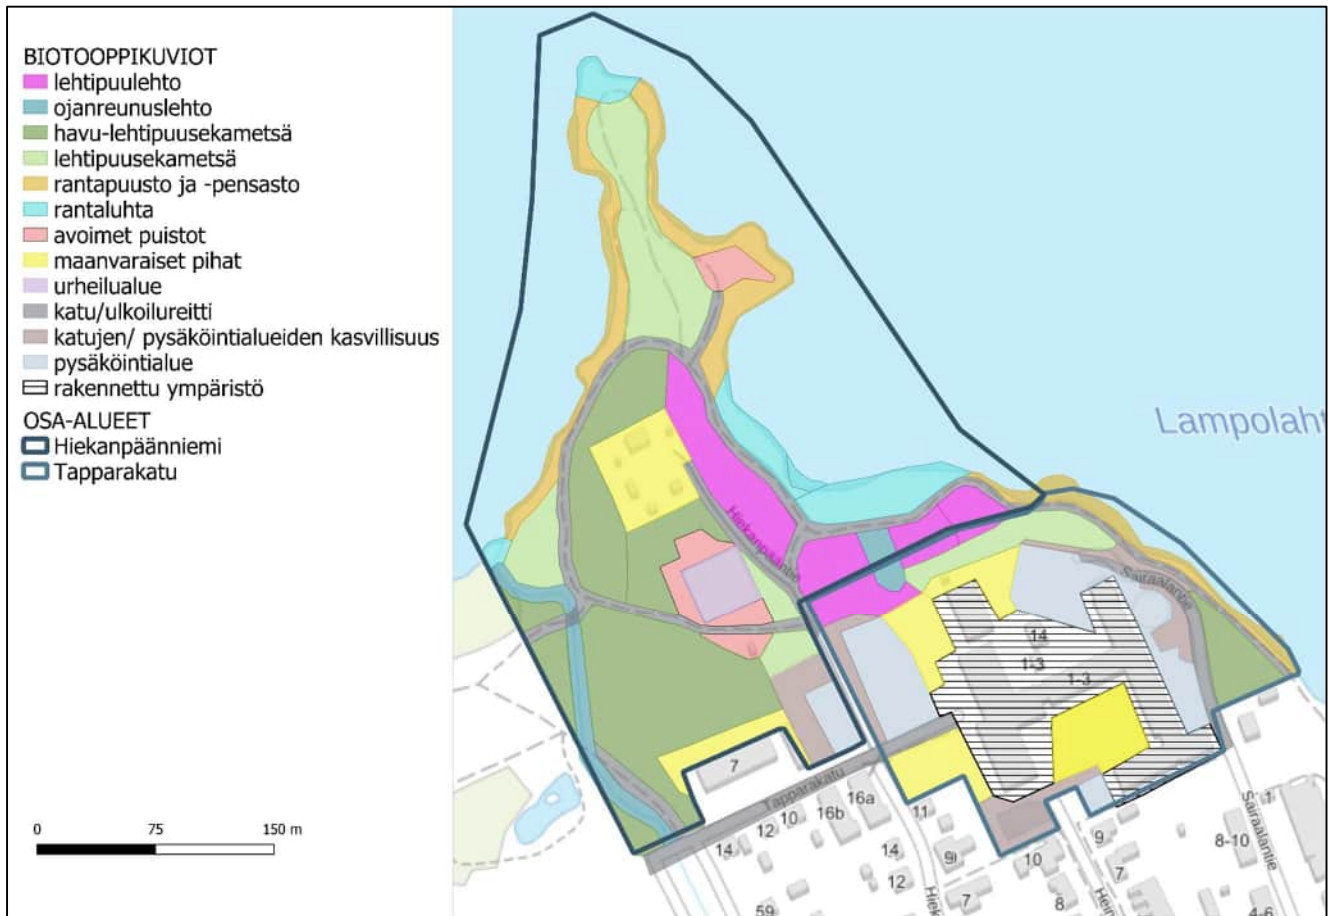 BIOTOOPPIKUVIOT
lehtipuulehto
ojanreunuslehto
havu-lehtipuusekametsä
lehtipuusekametsä
rantapuusto ja -pensasto
rantaluhta
avoimet puistot
maanvaraiset pihat
urheilualue
katu/ulkoilureitti
katujen/ pysäköintialueiden kasvillisuus
pysäköintialue
rakennettu ympäristö
OSA-ALUEET
Hiekanpäänniemi
Tapparakatu
0 75 150 m
Lampolaht
Hiekanpääntie
Sairaalantie
14
1-3
1-3
7
Tapparakatu
16a
16b
10
12
14
11
14
12
9
10
9
7
7
8
59
Hiek
Hein
Sairaalantie
1
8-10
4-6